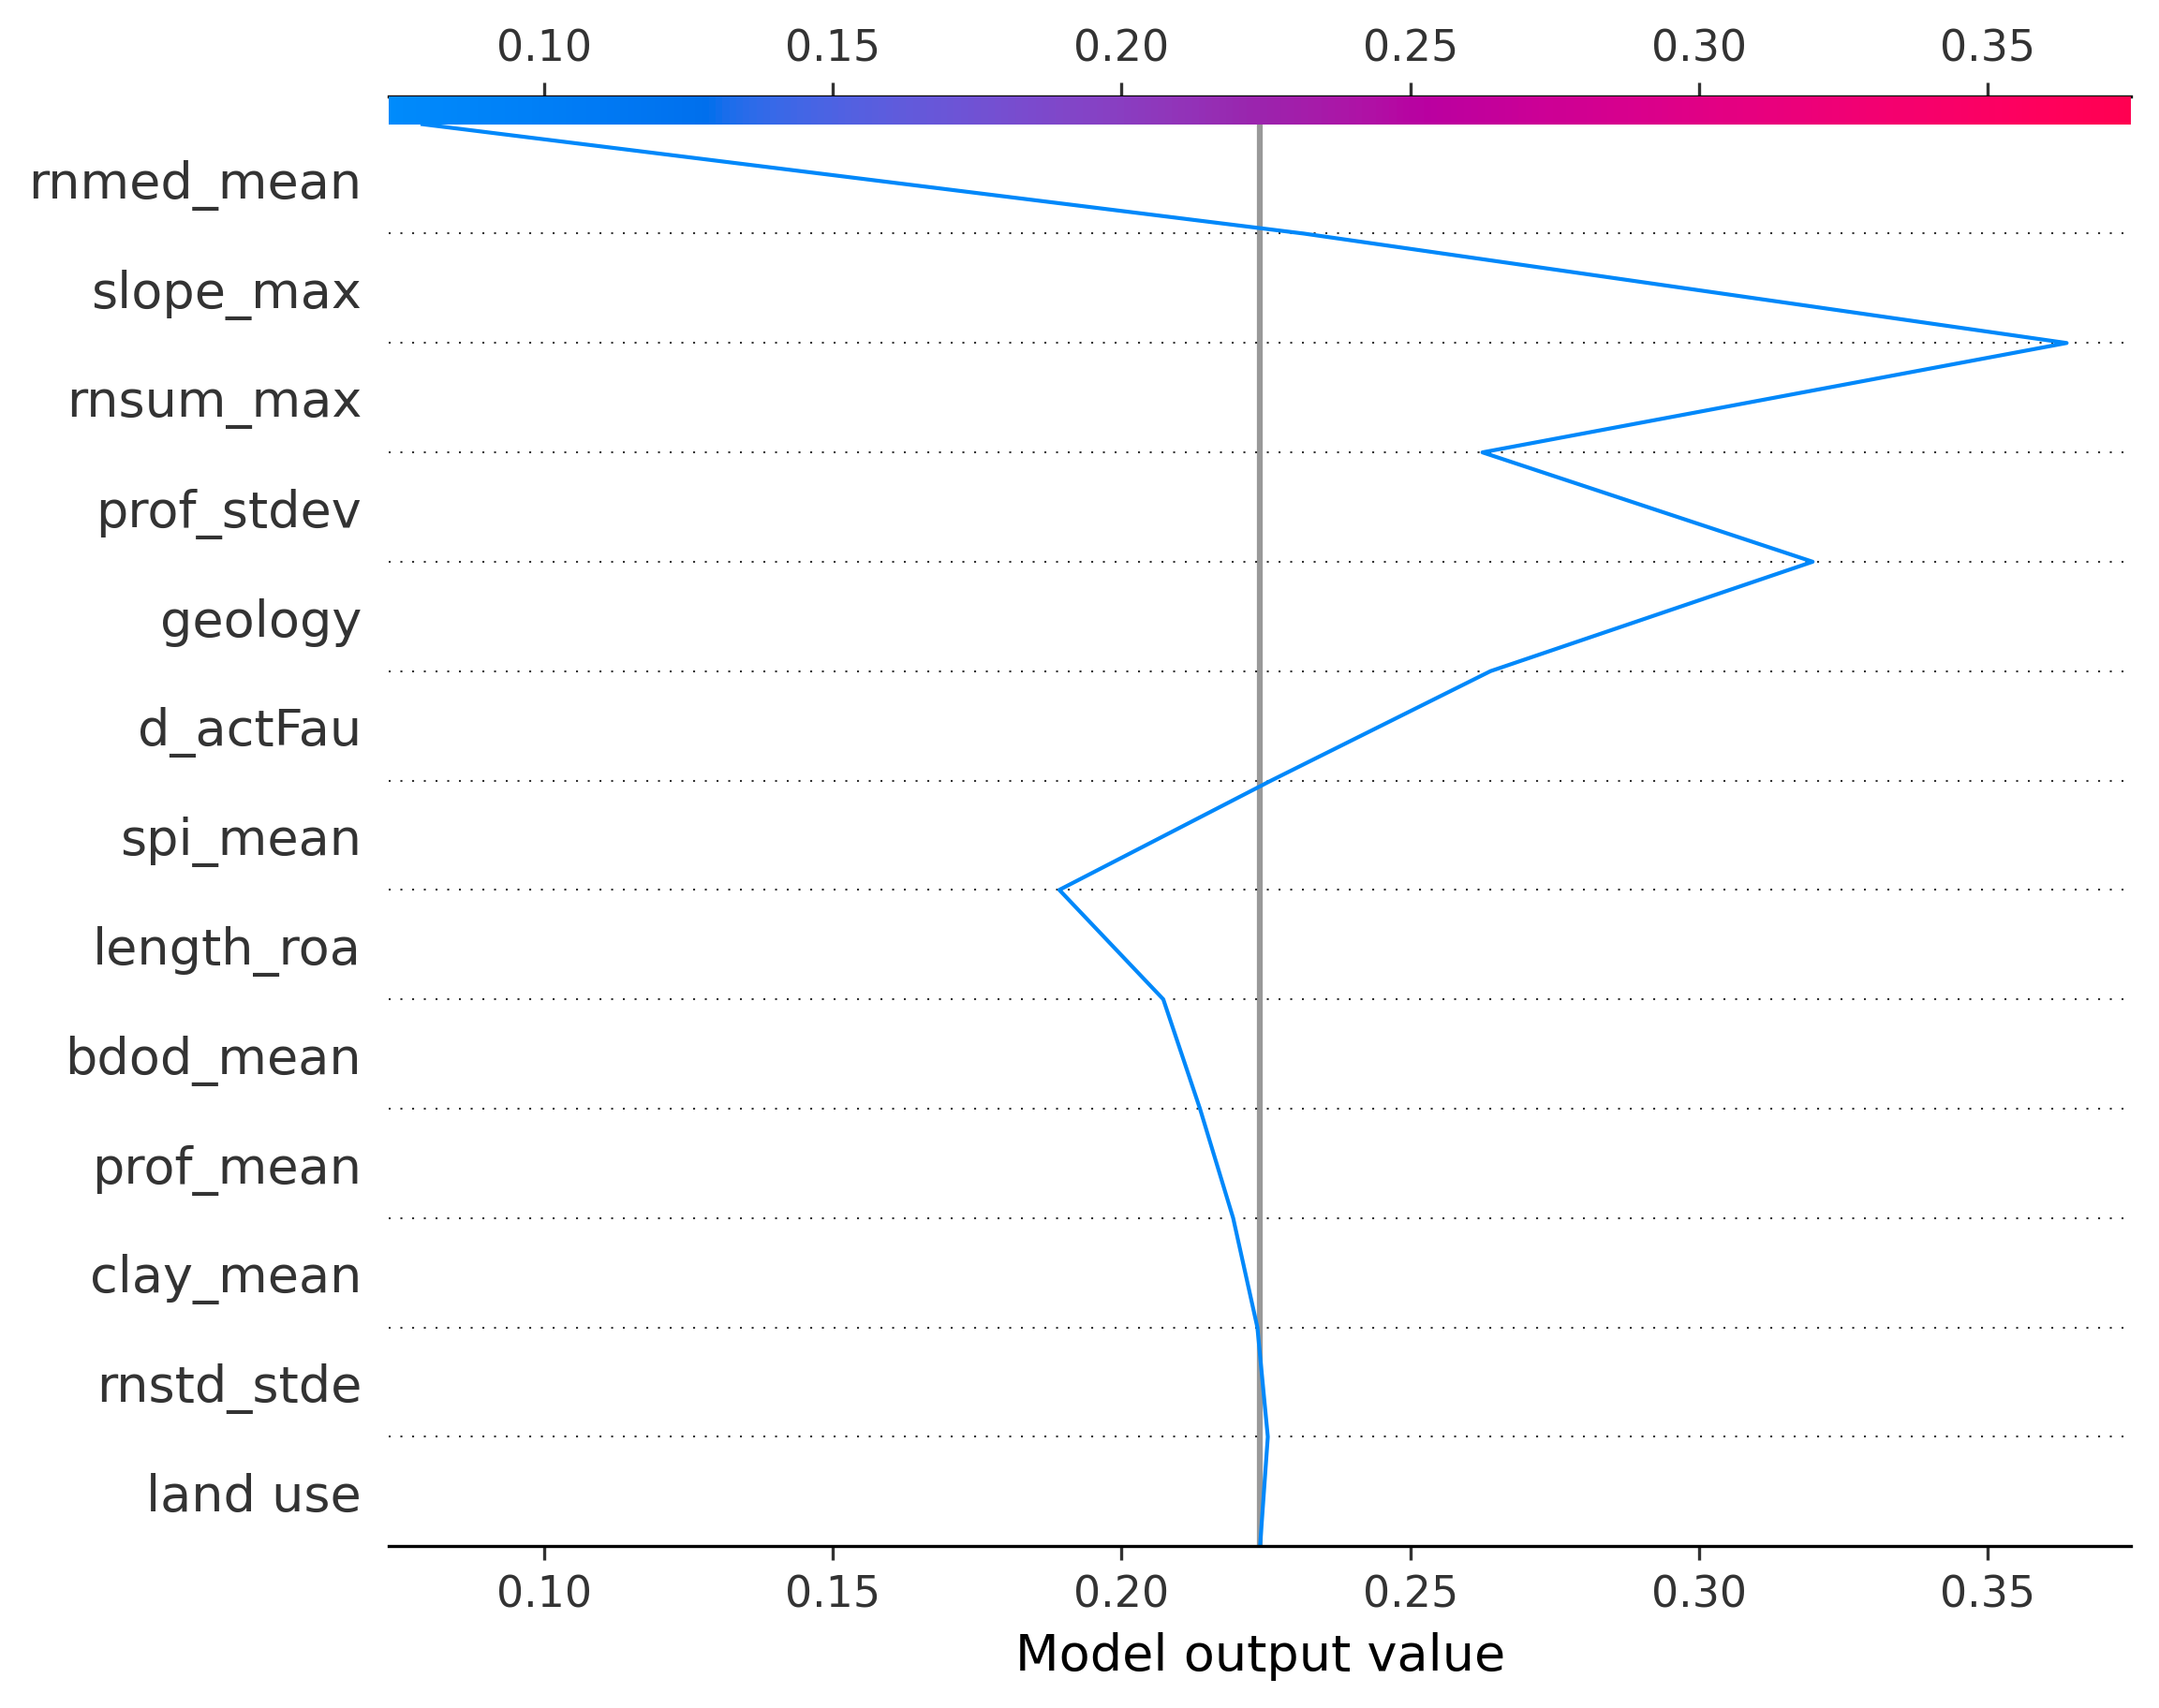 0.10 0.15 0.20 0.25 0.30 0.35
rnmed_mean
slope_max
rnsum_max
prof_stdev
geology
d_actFau
spi_mean
length_roa
bdod_mean
prof_mean
clay_mean
rnstd_stde
land use
0.10 0.15 0.20 0.25 0.30 0.35
Model output value